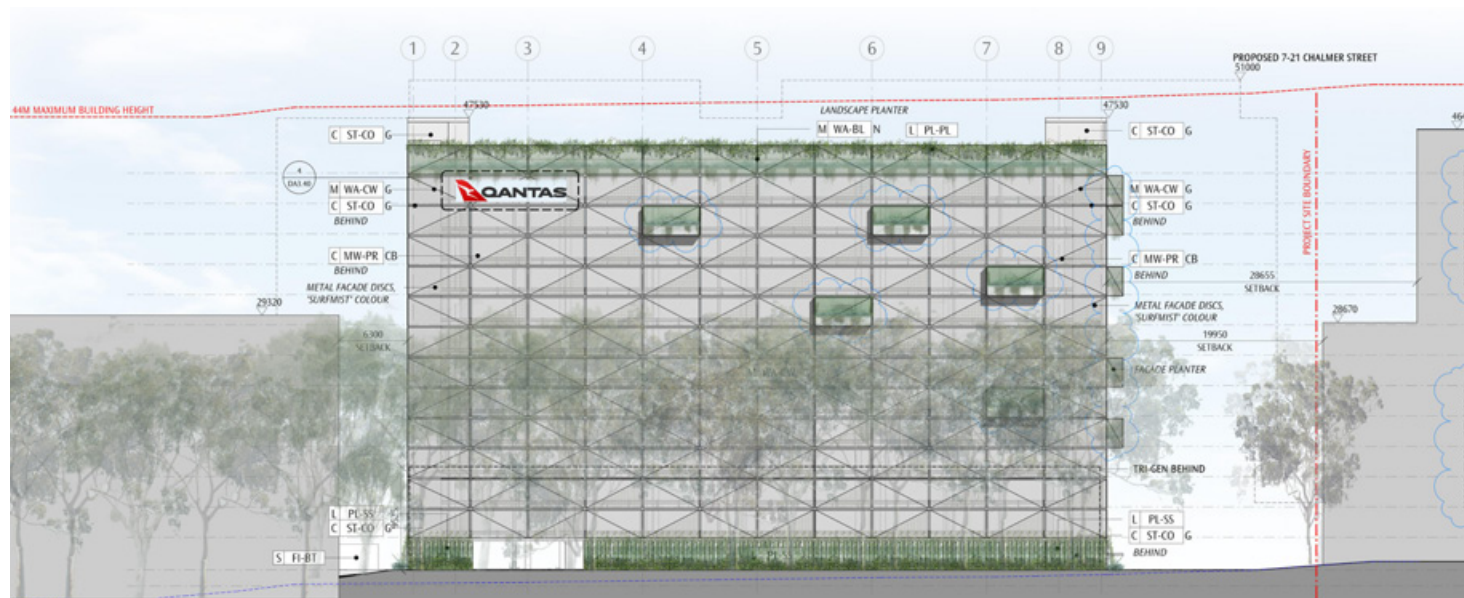 1 2 3 4 5 6 7 8 9
PROPOSED 7-21 CHALMER STREET
51000
44M MAXIMUM BUILDING HEIGHT
47530
LANDSCAPE PLANTER
47530
C ST-CO G
M WA-BL N
L PL-PL
C ST-CO G
4
DA3.40
QANTAS
M WA-CW G
C ST-CO G
BEHIND
M WA-CW G
C ST-CO G
BEHIND
PROJECT SITE BOUNDARY
C MW-PR CB
BEHIND
C MW-PR CB
BEHIND
METAL FACADE DISCS,
'SURFMIST' COLOUR
28655
SETBACK
29320
METAL FACADE DISCS,
'SURFMIST' COLOUR
28670
6300
SETBACK
19950
SETBACK
FACADE PLANTER
TRI-GEN BEHIND
L PL-SS
C ST-CO G
L PL-SS
C ST-CO G
BEHIND
S FI-BT
PL-SS